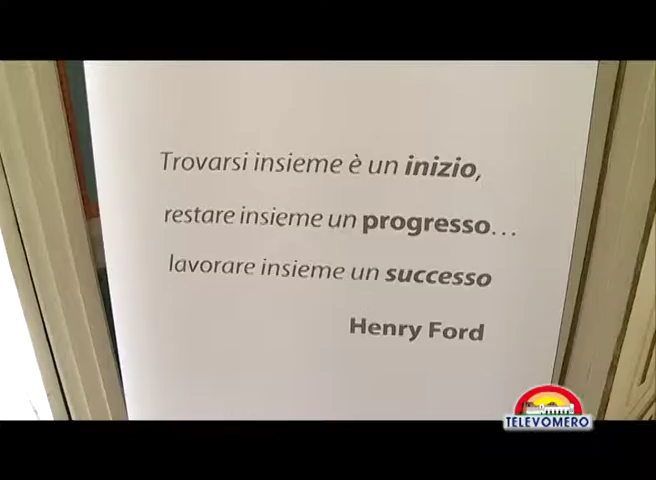 Trovarsi insieme è un inizio,
restare insieme un progresso...
lavorare insieme un successo
Henry Ford
TELEVOMERO